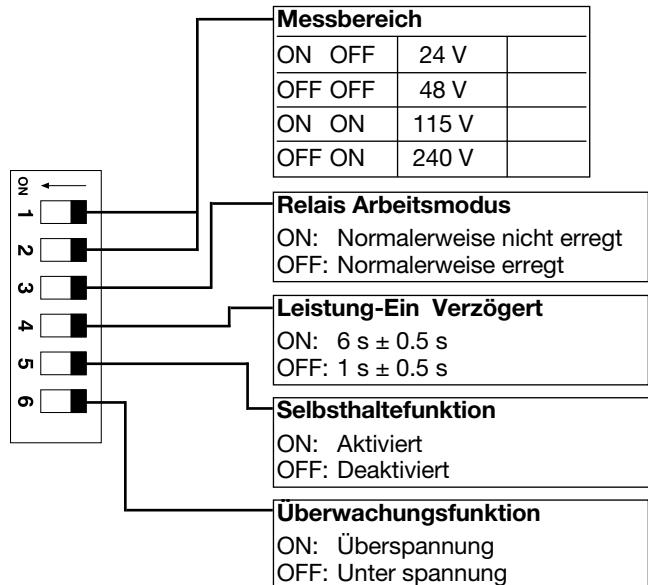 Messbereich
ON OFF 24 V
OFF OFF 48 V
ON ON 115 V
OFF ON 240 V
ON
1
2
3
4
5
6
Relais Arbeitsmodus
ON: Normalerweise nicht erregt
OFF: Normalerweise erregt
Leistung-Ein Verzögert
ON: 6 s ± 0.5 s
OFF: 1 s ± 0.5 s
Selbsthaltefunktion
ON: Aktiviert
OFF: Deaktiviert
Überwachungsfunktion
ON: Überspannung
OFF: Unter spannung